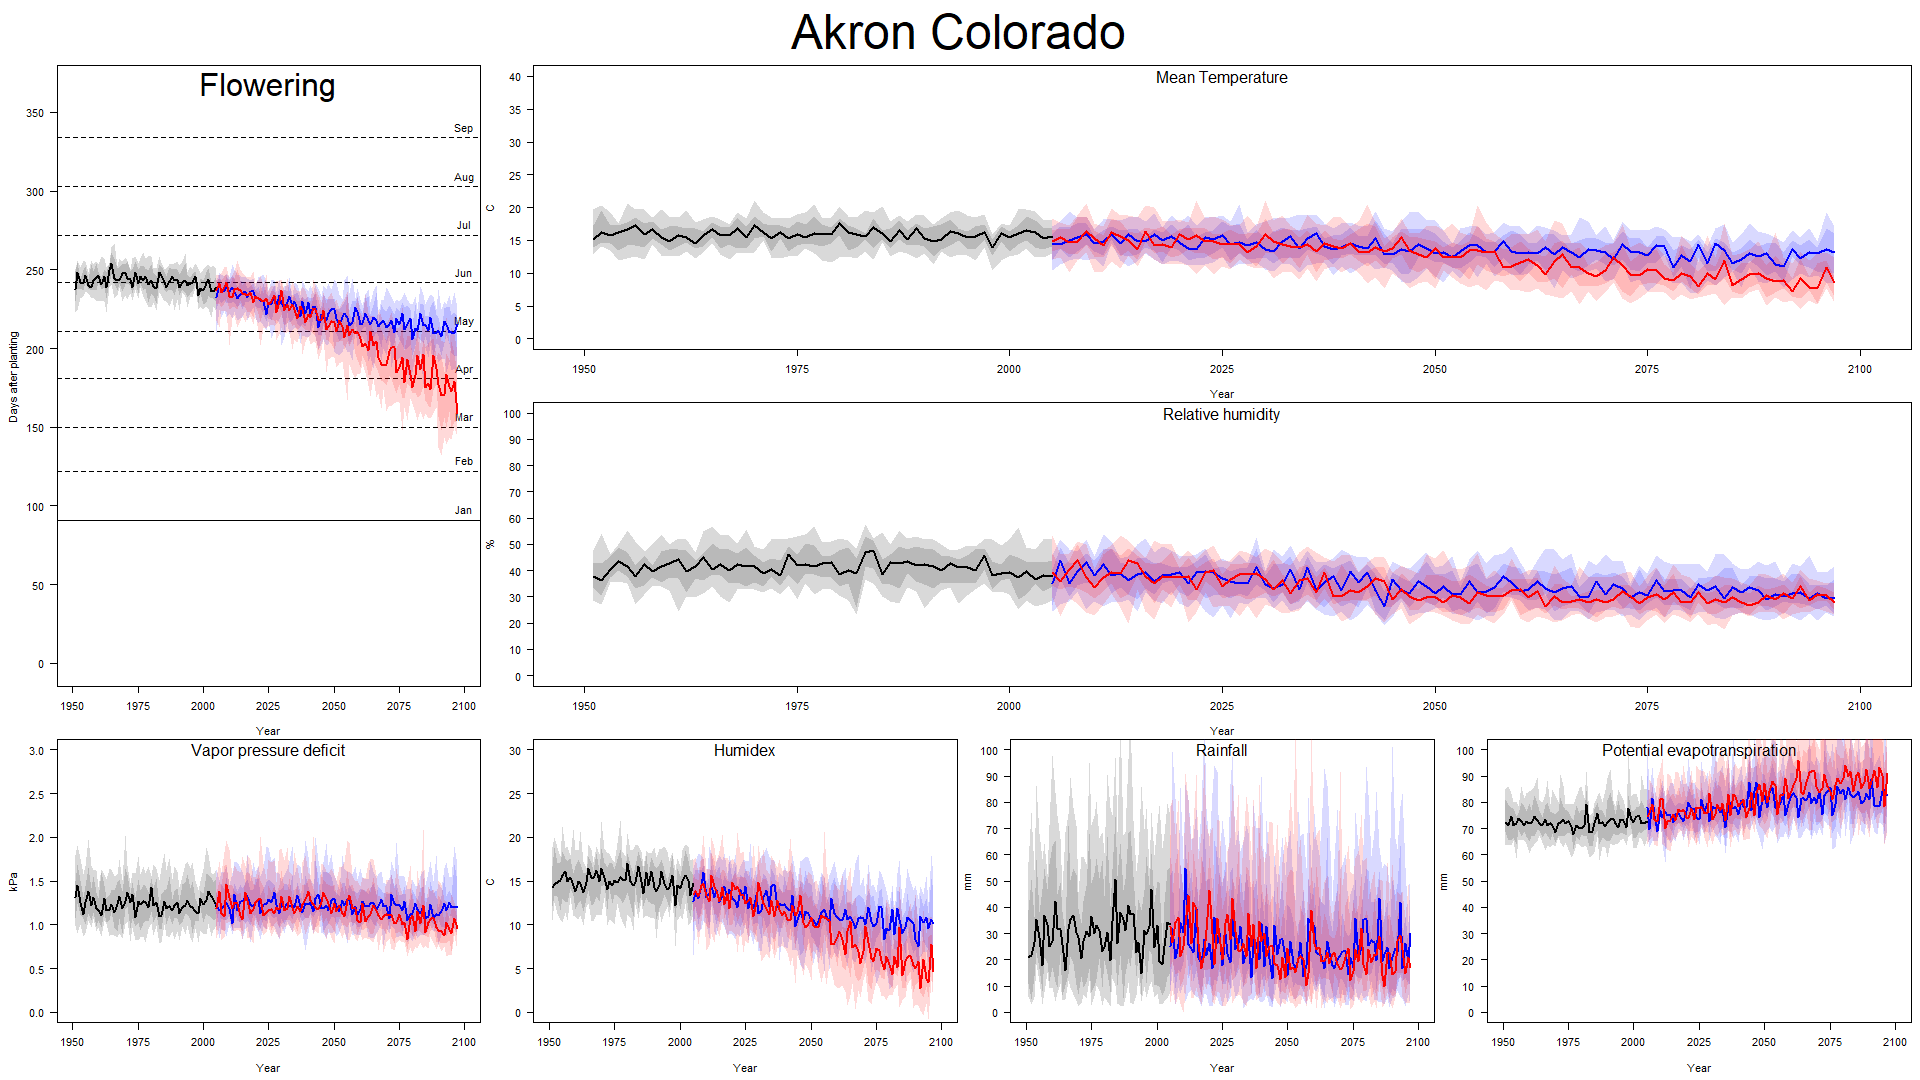 Akron Colorado
Flowering
350
300
250
200
150
100
50
0
Days after planting
Sep
Aug
Jul
Jun
May
Apr
Mar
Feb
Jan
1950 1975 2000 2025 2050 2075 2100
Year
Mean Temperature
40
35
30
25
20
15
10
5
0
C
1950 1975 2000 2025 2050 2075 2100
Year
Relative humidity
100
90
80
70
60
50
40
30
20
10
0
%
1950 1975 2000 2025 2050 2075 2100
Year
Vapor pressure deficit
3.0
2.5
2.0
1.5
1.0
0.5
0.0
kPa
1950 1975 2000 2025 2050 2075 2100
Year
Humidex
30
25
20
15
10
5
0
C
1950 1975 2000 2025 2050 2075 2100
Year
Rainfall
100
90
80
70
60
50
40
30
20
10
0
mm
1950 1975 2000 2025 2050 2075 2100
Year
Potential evapotranspiration
100
90
80
70
60
50
40
30
20
10
0
mm
1950 1975 2000 2025 2050 2075 2100
Year